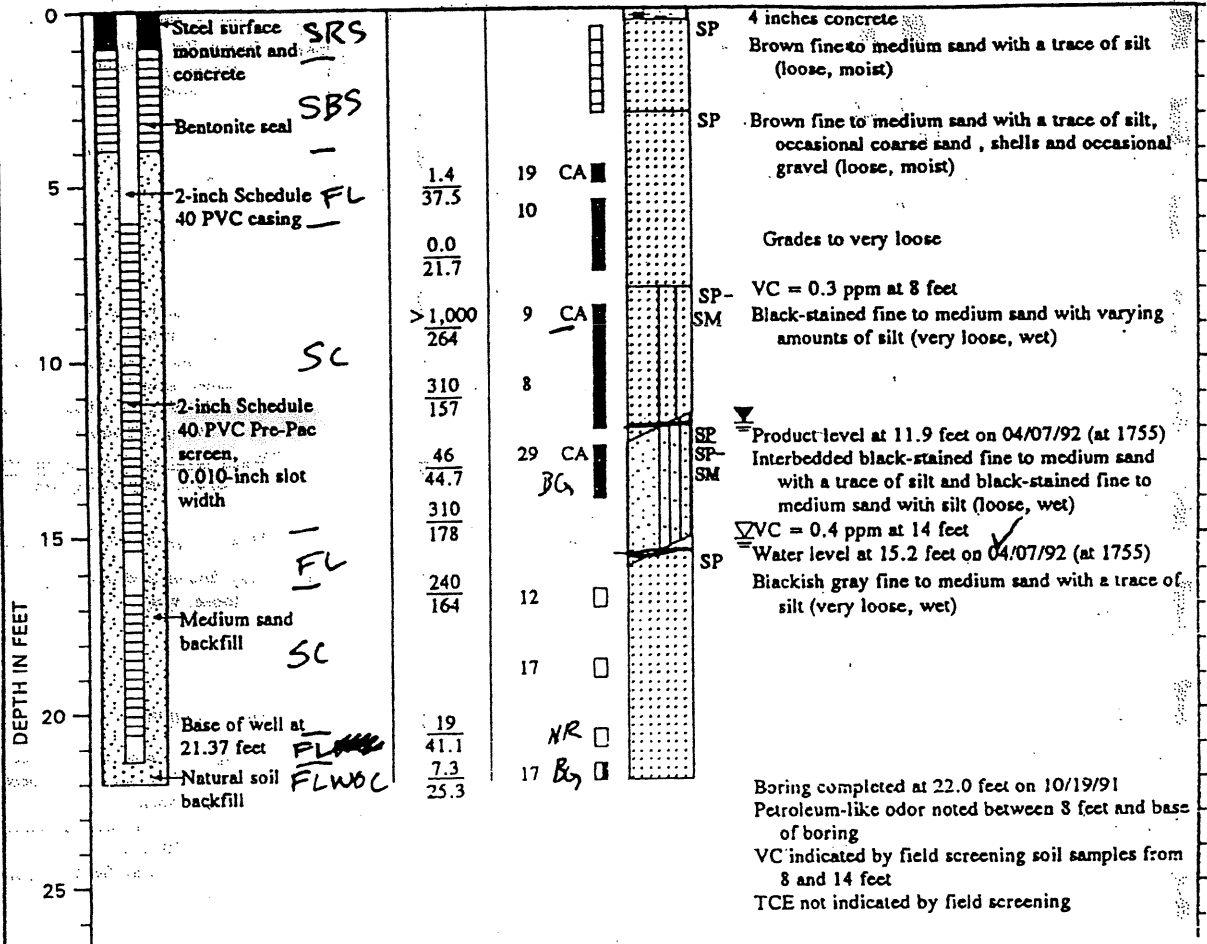 0
Steel surface SRS
monument and
concrete
SBS
Bentonite seal
5
2-inch Schedule FL
40 PVC casing
SC
10
2-inch Schedule
40 PVC Pre-Pac
screen,
0.010-inch slot
width
15
FL
Medium sand
backfill
SC
20
Base of well at
21.37 feet FL
Natural soil FLWOC
backfill
25
DEPTH IN FEET
1.4
37.5
0.0
21.7
>1,000
264
310
157
46
44.7
310
178
240
164
19
41.1
7.3
25.3
19 CA
10
9 CA
8
29 CA
BG
12
17
NR
17 BG
SP
SP
SP-
SM
SP
SP-
SM
SP
4 inches concrete
Brown fine to medium sand with a trace of silt
(loose, moist)
Brown fine to medium sand with a trace of silt,
occasional coarse sand , shells and occasional
gravel (loose, moist)
Grades to very loose
VC = 0.3 ppm at 8 feet
Black-stained fine to medium sand with varying
amounts of silt (very loose, wet)
Product level at 11.9 feet on 04/07/92 (at 1755)
Interbedded black-stained fine to medium sand
with a trace of silt and black-stained fine to
medium sand with silt (loose, wet)
VC = 0.4 ppm at 14 feet
Water level at 15.2 feet on 04/07/92 (at 1755)
Blackish gray fine to medium sand with a trace of
silt (very loose, wet)
Boring completed at 22.0 feet on 10/19/91
Petroleum-like odor noted between 8 feet and base
of boring
VC indicated by field screening soil samples from
8 and 14 feet
TCE not indicated by field screening